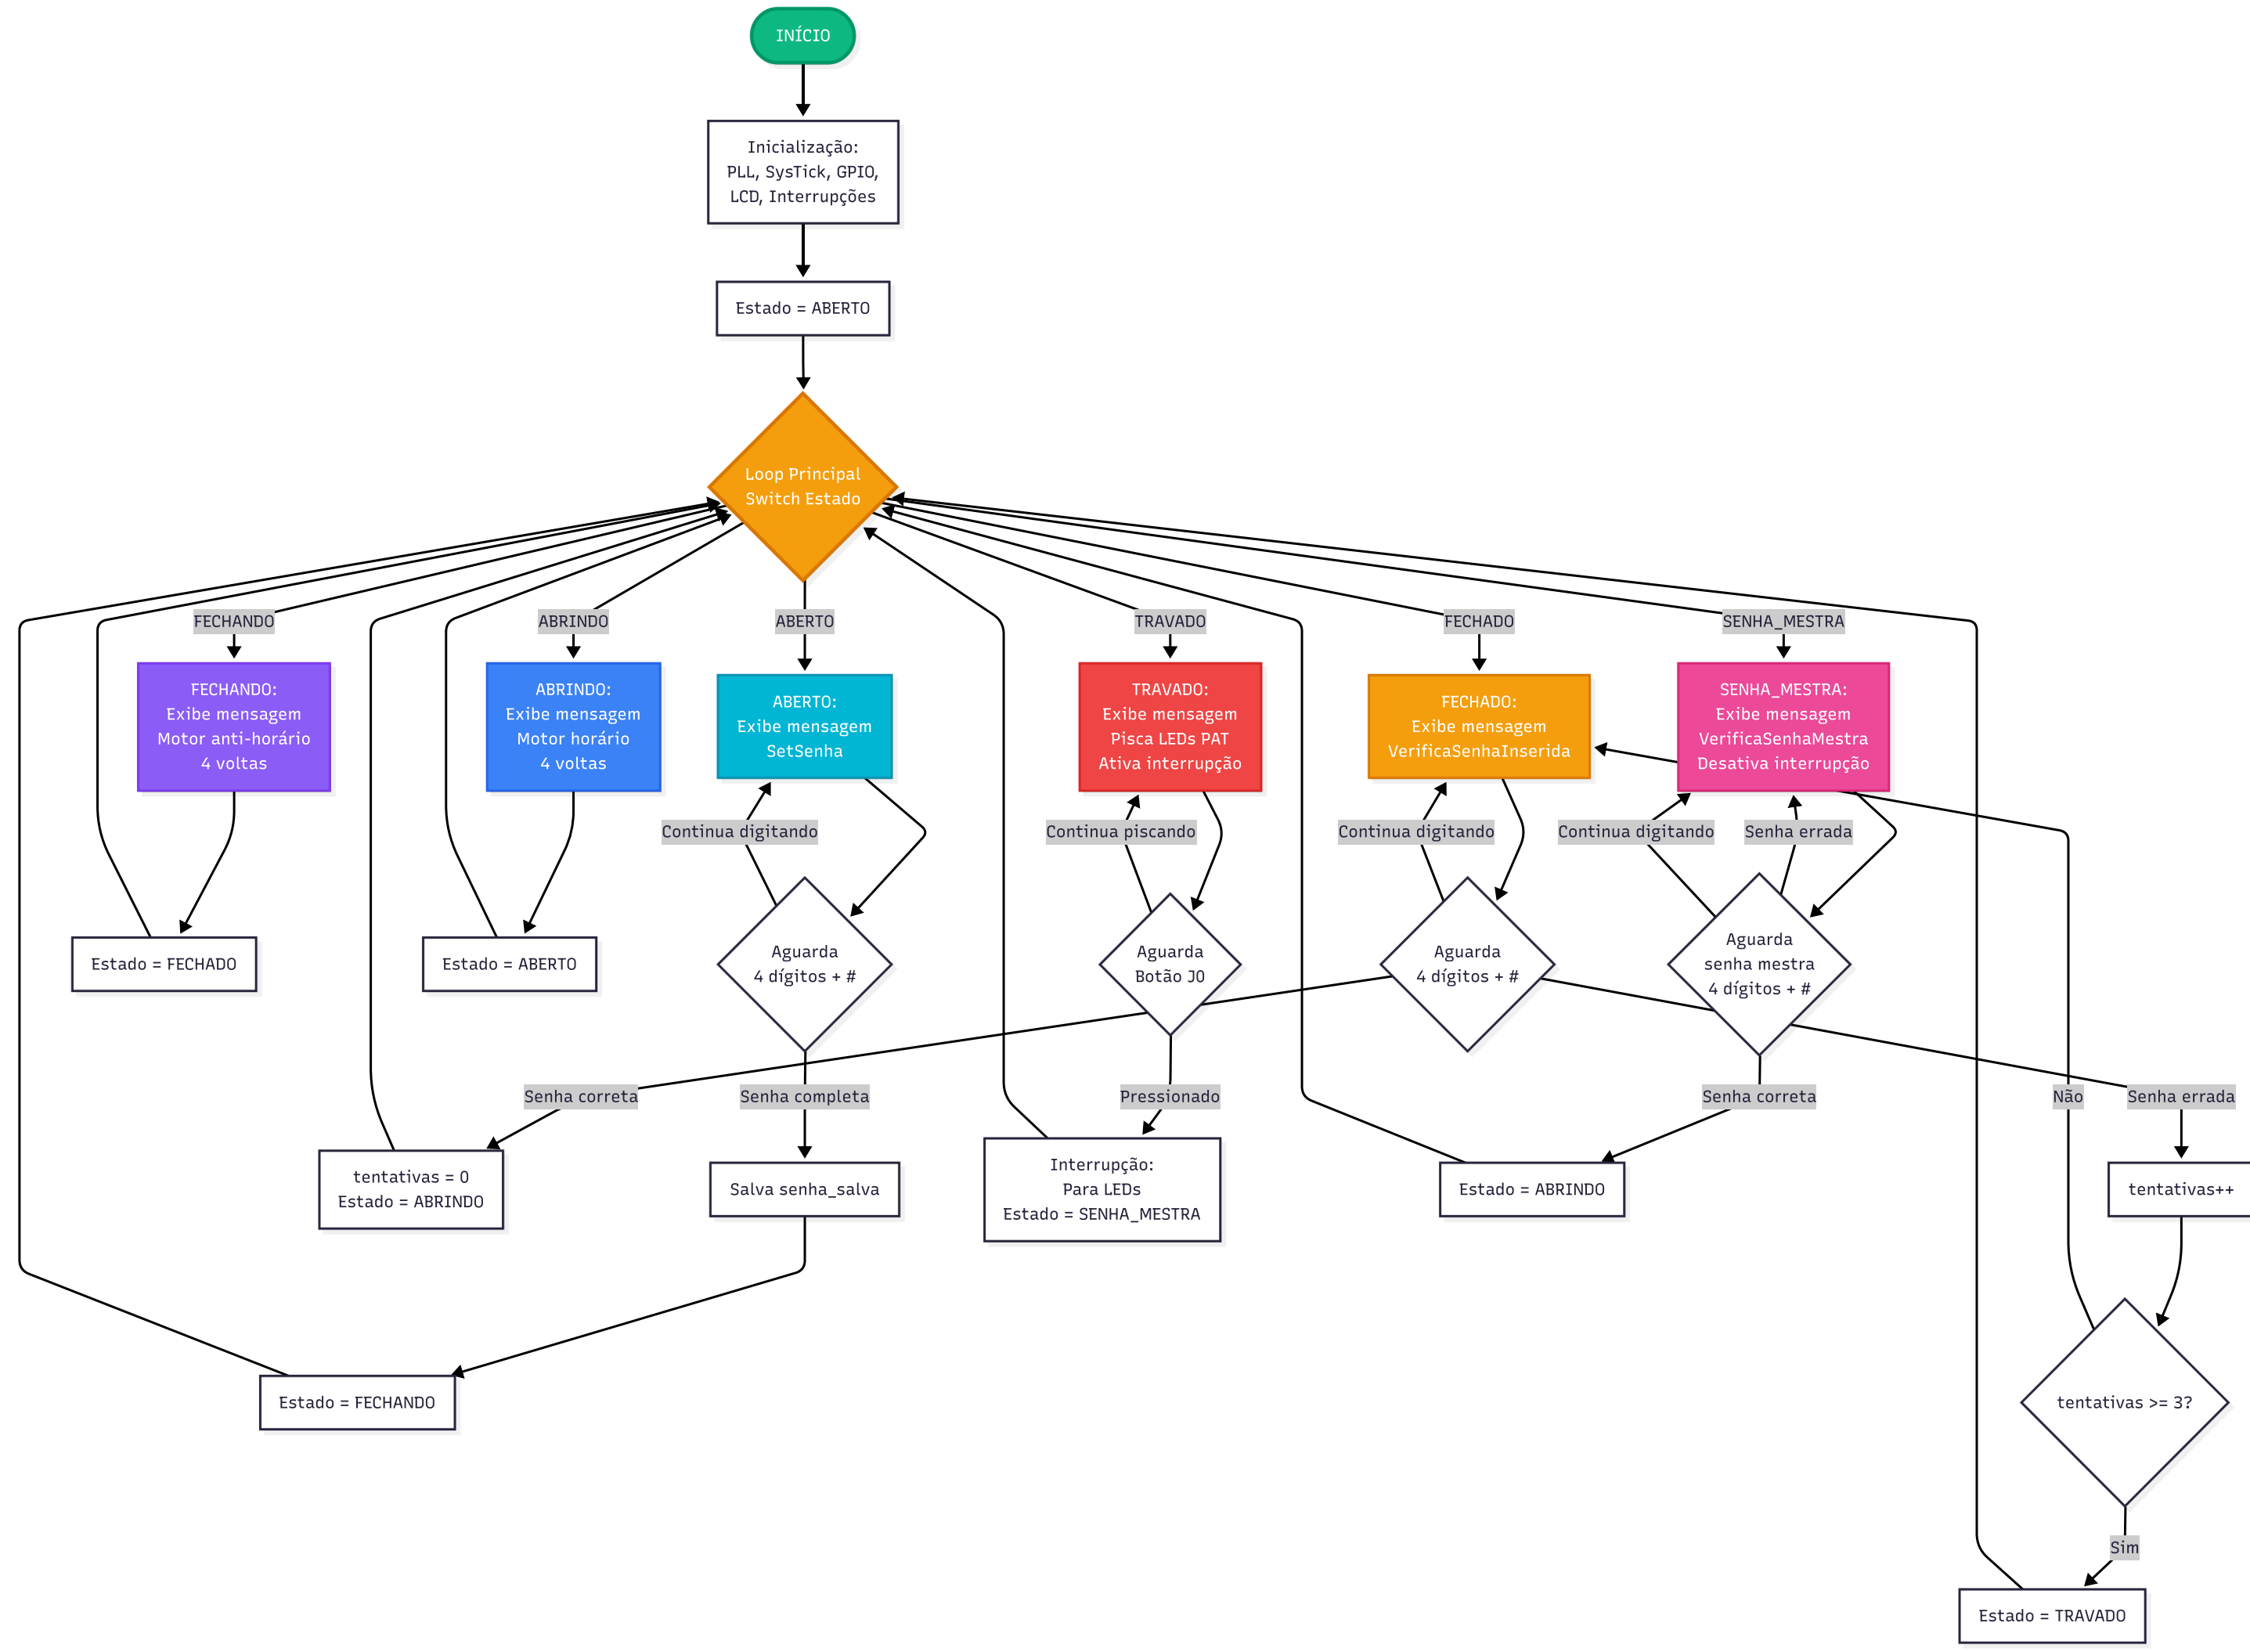 INÍCIO
Inicialização:
PLL, SysTick, GPIO,
LCD, Interrupções
Estado = ABERTO
Loop Principal
Switch Estado
FECHANDO
ABRINDO
ABERTO
TRAVADO
FECHADO
SENHA_MESTRA
FECHANDO:
Exibe mensagem
Motor anti-horário
4 voltas
ABRINDO:
Exibe mensagem
Motor horário
4 voltas
ABERTO:
Exibe mensagem
SetSenha
TRAVADO:
Exibe mensagem
Pisca LEDs PAT
Ativa interrupção
FECHADO:
Exibe mensagem
VerificaSenhaInserida
SENHA_MESTRA:
Exibe mensagem
VerificaSenhaMestra
Desativa interrupção
Continua digitando
Continua piscando
Continua digitando
Continua digitando
Senha errada
Estado = FECHADO
Estado = ABERTO
Aguarda
4 dígitos + #
Aguarda
Botão J0
Aguarda
4 dígitos + #
Aguarda
senha mestra
4 dígitos + #
Senha correta
Senha completa
Pressionado
Senha correta
Não
Senha errada
tentativas = 0
Estado = ABRINDO
Salva senha_salva
Interrupção:
Para LEDs
Estado = SENHA_MESTRA
Estado = ABRINDO
tentativas++
Estado = FECHANDO
tentativas >= 3?
Sim
Estado = TRAVADO